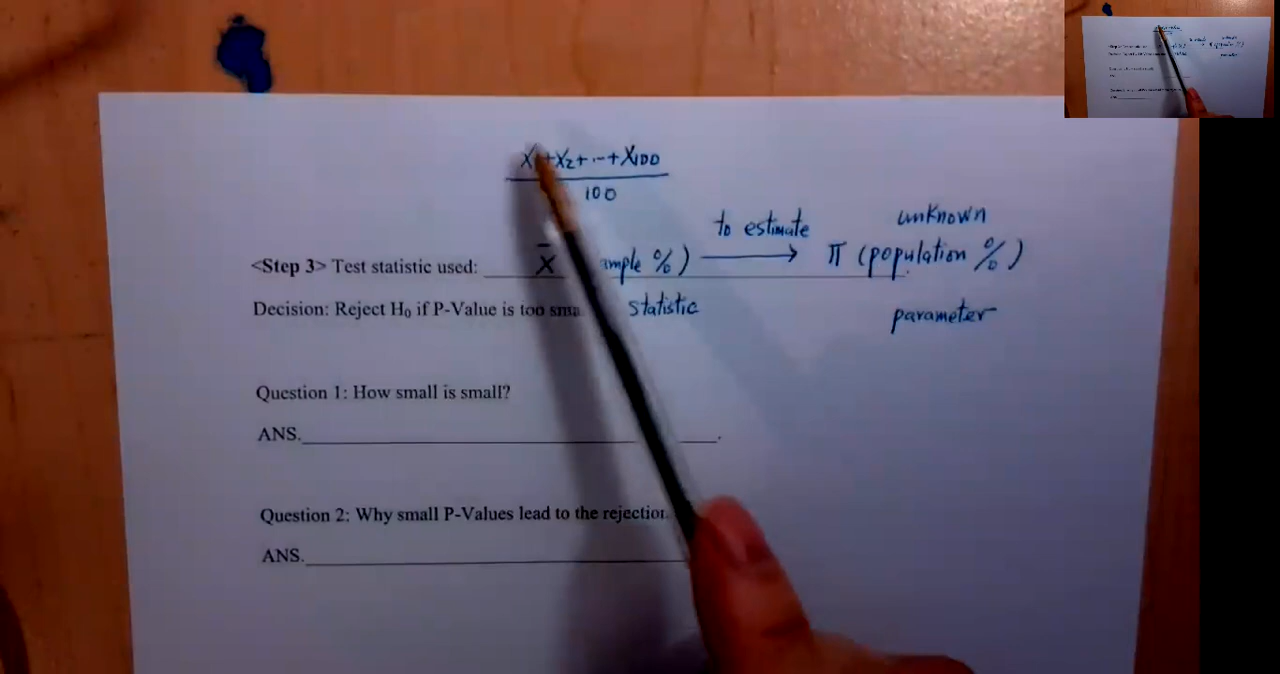 +X2+···+X100
100
to estimate
unknown
<Step 3> Test statistic used: x̄ ample %) → π (population %)
Decision: Reject H0 if P-Value is too sma statistic parameter
Question 1: How small is small?
ANS.
Question 2: Why small P-Values lead to the rejection
ANS.